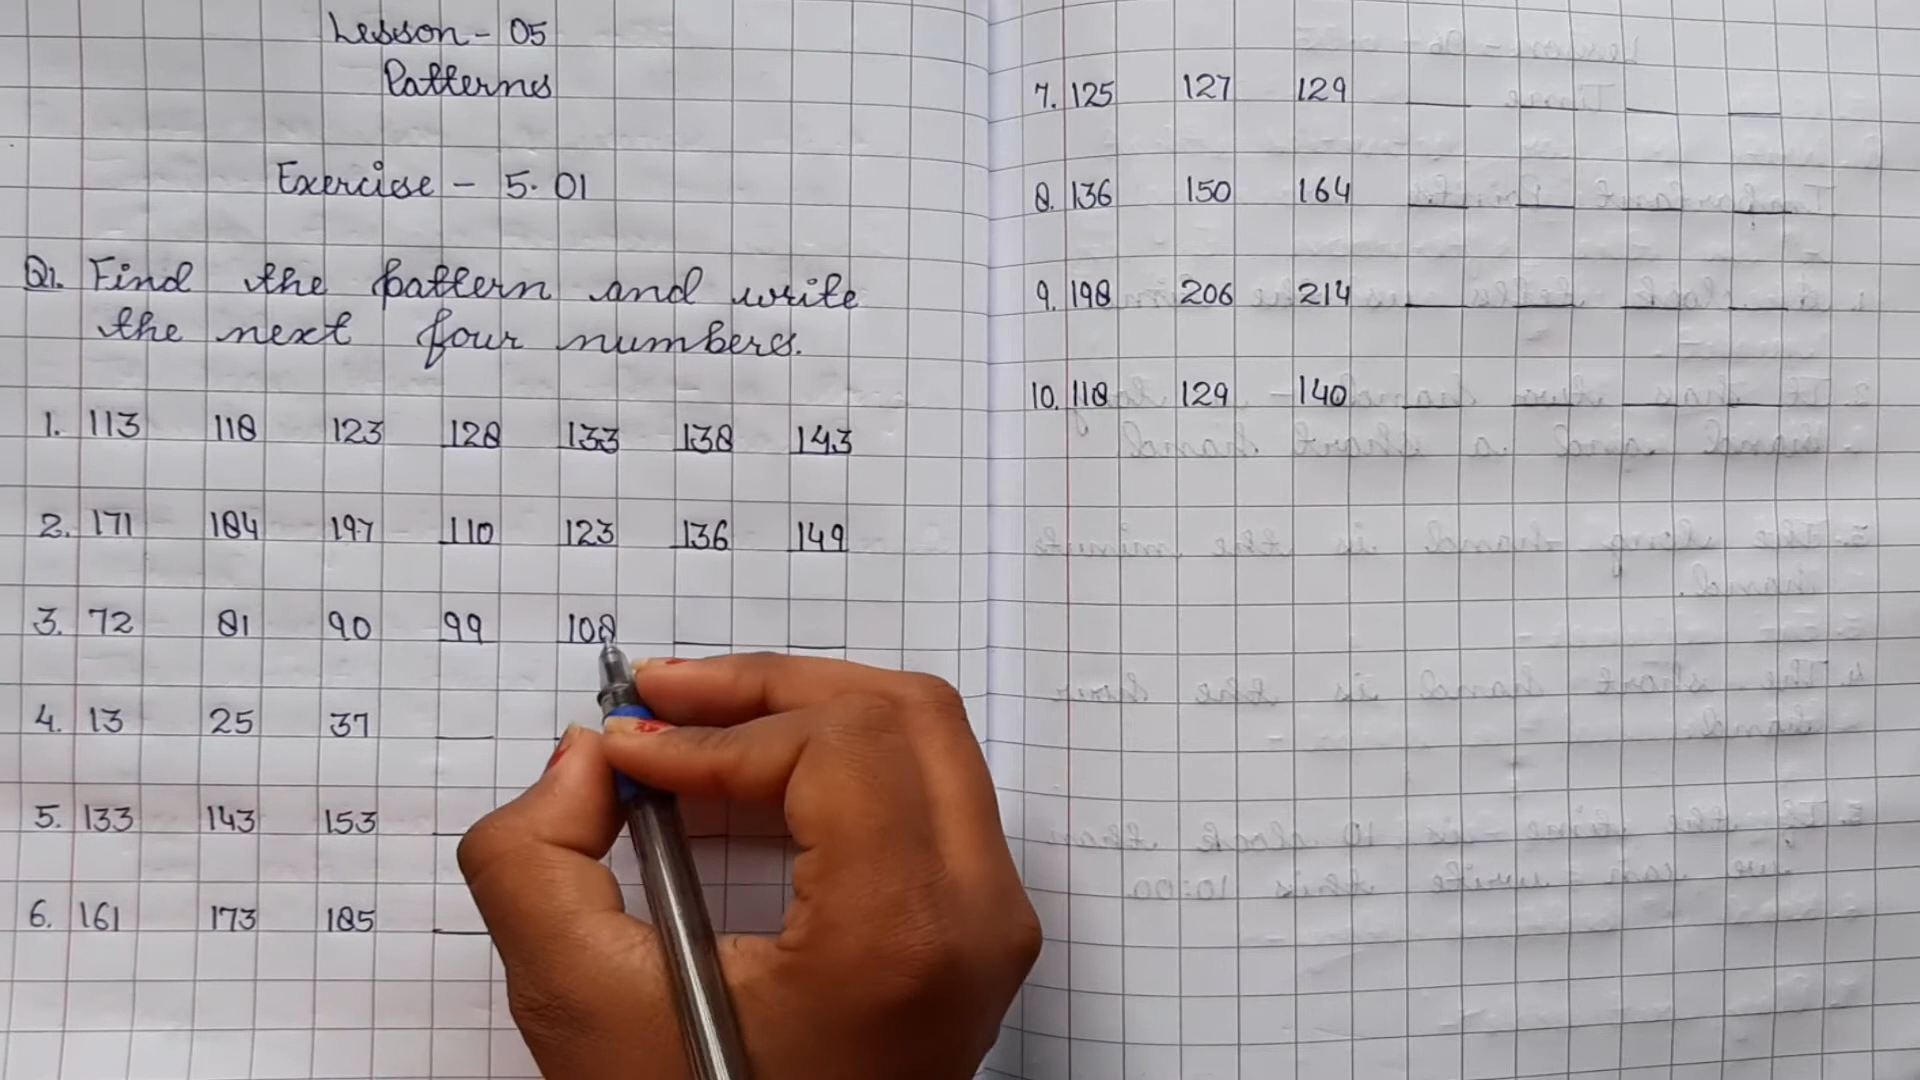 Lesson - 05
Patterns
Exercise - 5.01
Q1. Find the pattern and write
the next four numbers.
1. 113 118 123 128 133 138 143
2. 171 184 197 110 123 136 149
3. 72 81 90 99 108
4. 13 25 37
5. 133 143 153
6. 161 173 185
7. 125 127 129
8. 136 150 164
9. 198 206 214
10. 118 129 140